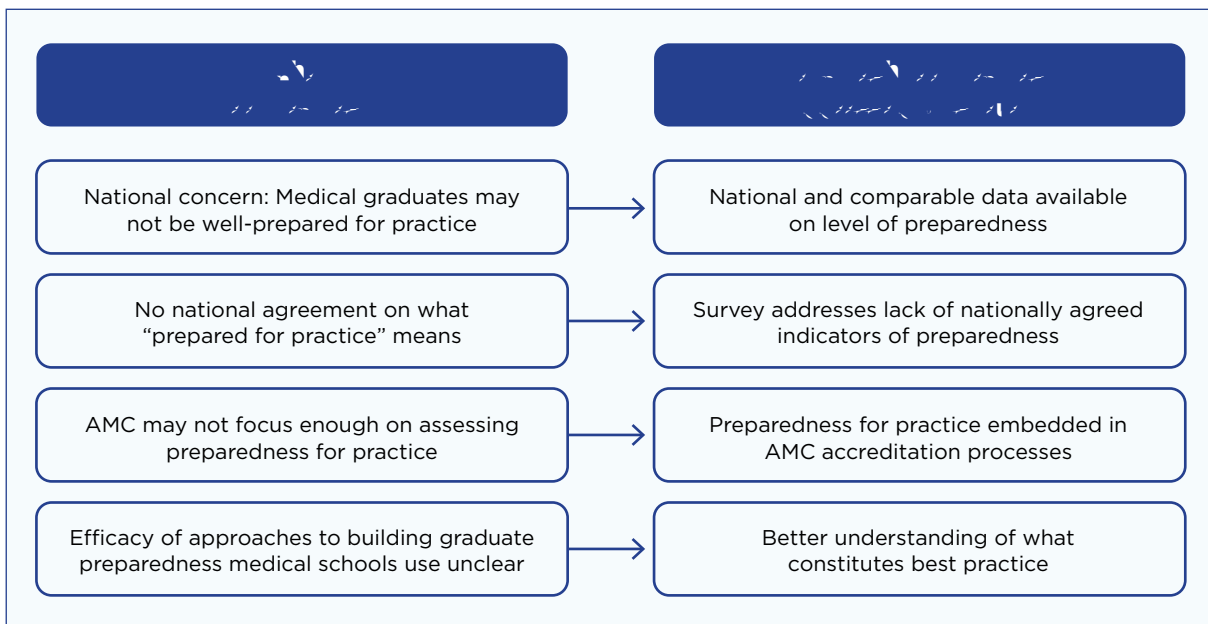 National concern: Medical graduates may
not be well-prepared for practice
National and comparable data available
on level of preparedness
No national agreement on what
“prepared for practice” means
Survey addresses lack of nationally agreed
indicators of preparedness
AMC may not focus enough on assessing
preparedness for practice
Preparedness for practice embedded in
AMC accreditation processes
Efficacy of approaches to building graduate
preparedness medical schools use unclear
Better understanding of what
constitutes best practice